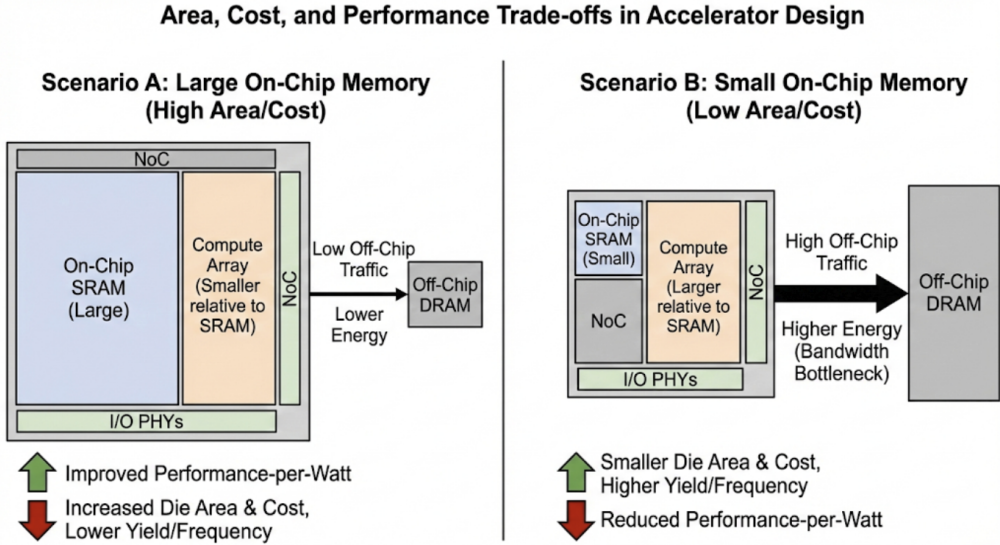 Area, Cost, and Performance Trade-offs in Accelerator Design
Scenario A: Large On-Chip Memory
(High Area/Cost)
NoC
On-Chip
SRAM
(Large)
Compute
Array
(Smaller
relative to
SRAM)
NoC
I/O PHYs
Low Off-Chip
Traffic
Lower
Energy
Off-Chip
DRAM
Improved Performance-per-Watt
Increased Die Area & Cost,
Lower Yield/Frequency
Scenario B: Small On-Chip Memory
(Low Area/Cost)
On-Chip
SRAM
(Small)
NoC
Compute
Array
(Larger
relative to
SRAM)
NoC
I/O PHYs
High Off-Chip
Traffic
Higher Energy
(Bandwidth
Bottleneck)
Off-Chip
DRAM
Smaller Die Area & Cost,
Higher Yield/Frequency
Reduced Performance-per-Watt